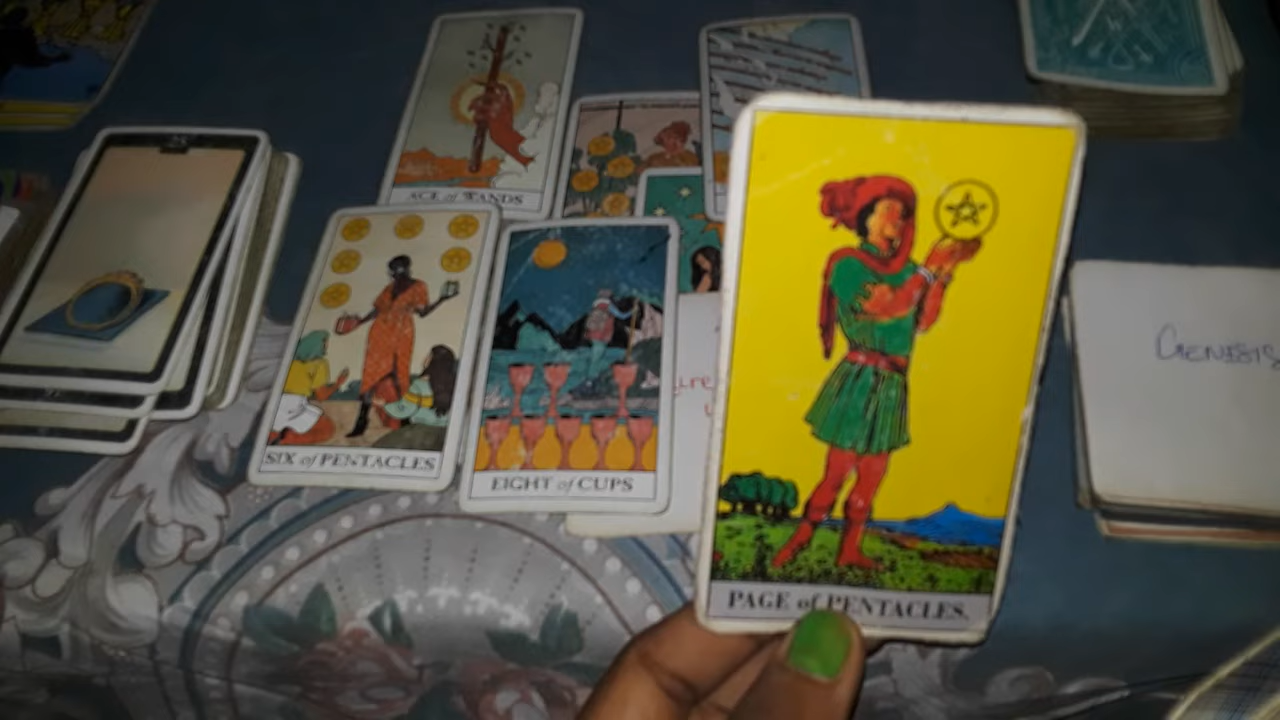 ACE of WANDS
SIX of PENTACLES
EIGHT of CUPS
PAGE of PENTACLES.
GENESIS